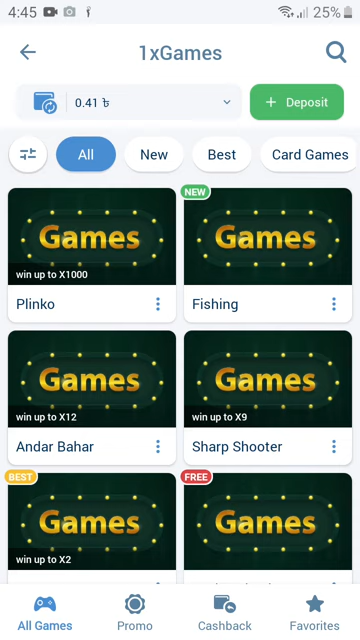 4:45
25%
1xGames
0.41 ৳
+ Deposit
All
New
Best
Card Games
NEW
Games
Games
win up to X1000
Plinko
Fishing
Games
Games
win up to X12
win up to X9
Andar Bahar
Sharp Shooter
BEST
FREE
Games
Games
win up to X2
All Games
Promo
Cashback
Favorites